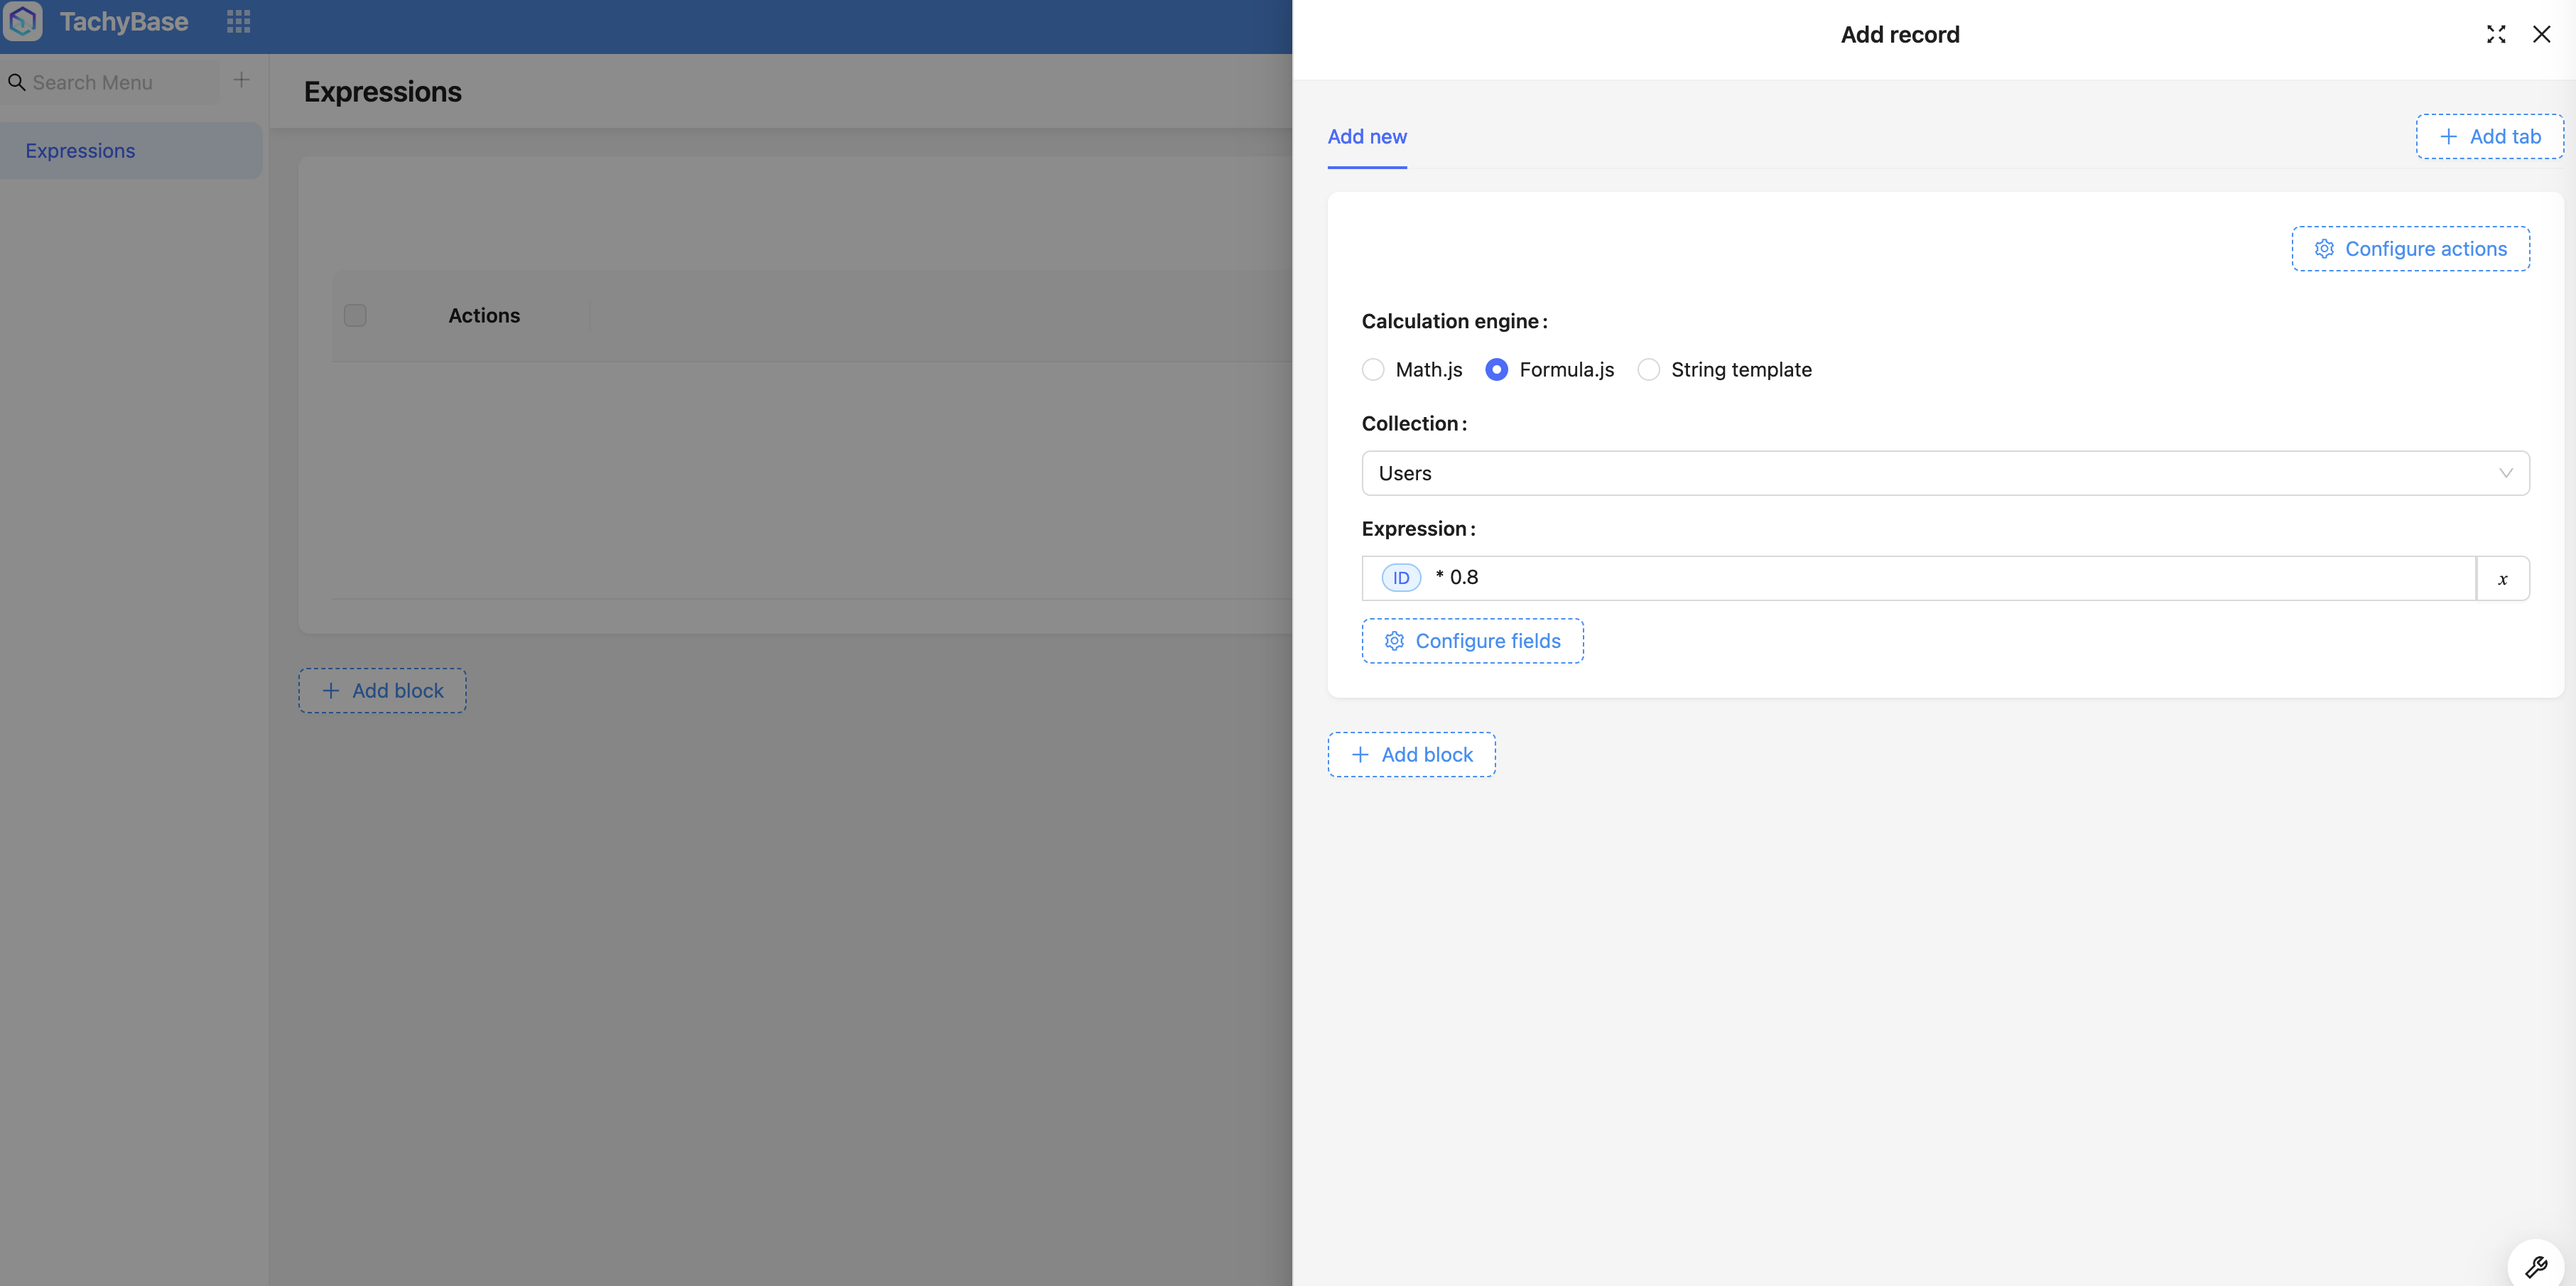 TachyBase
Search Menu
Expressions
Expressions
Actions
Add block
Add record
Add new
Add tab
Configure actions
Calculation engine:
Math.js Formula.js String template
Collection:
Users
Expression:
ID * 0.8 x
Configure fields
Add block